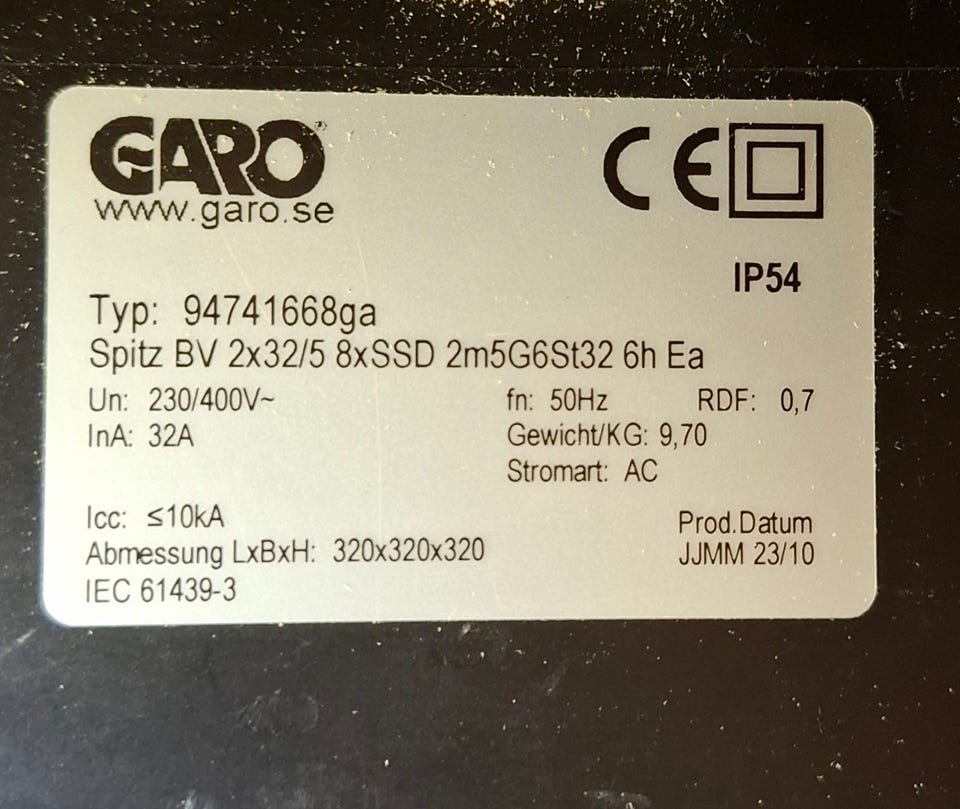 GARO®
www.garo.se
CE
IP54
Typ: 94741668ga
Spitz BV 2x32/5 8xSSD 2m5G6St32 6h Ea
Un: 230/400V~ fn: 50Hz RDF: 0,7
InA: 32A Gewicht/KG: 9,70
Stromart: AC
Icc: ≤10kA Prod.Datum
Abmessung LxBxH: 320x320x320 JJMM 23/10
IEC 61439-3